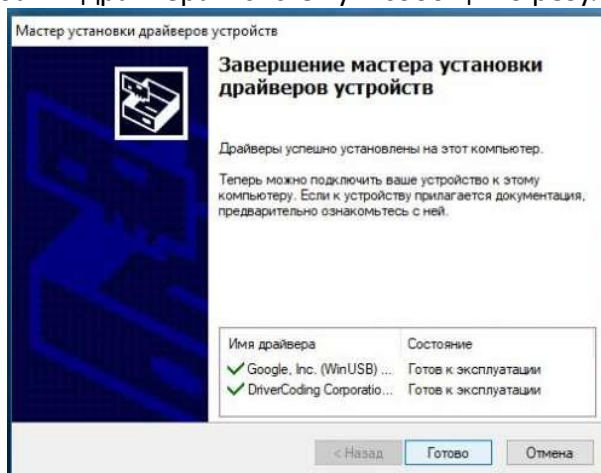 Мастер установки драйверов устройств
Завершение мастера установки
драйверов устройств
Драйверы успешно установлены на этот компьютер.
Теперь можно подключить ваше устройство к этому
компьютеру. Если к устройству прилагается документация,
предварительно ознакомьтесь с ней.
Имя драйвера Состояние
Google, Inc. (WinUSB) ... Готов к эксплуатации
DriverCoding Corporatio... Готов к эксплуатации
< Назад Готово Отмена